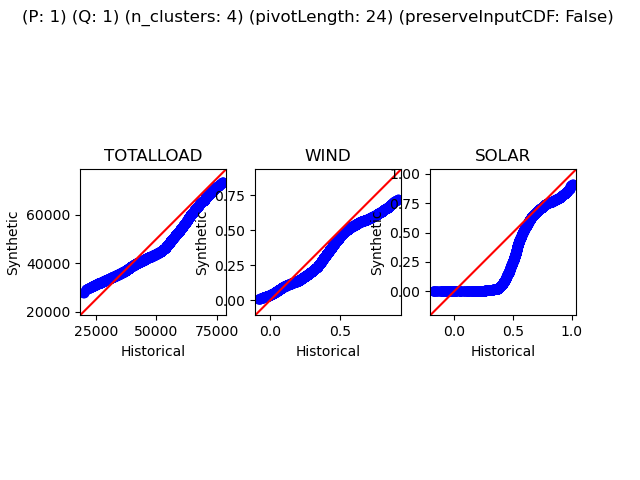 (P: 1) (Q: 1) (n_clusters: 4) (pivotLength: 24) (preserveInputCDF: False)
TOTALLOAD
WIND
SOLAR
Synthetic
60000
40000
20000
25000
50000
75000
Historical
Synthetic
0.75
0.50
0.25
0.00
0.0
0.5
Historical
Synthetic
1.00
0.75
0.50
0.25
0.00
0.0
0.5
1.0
Historical